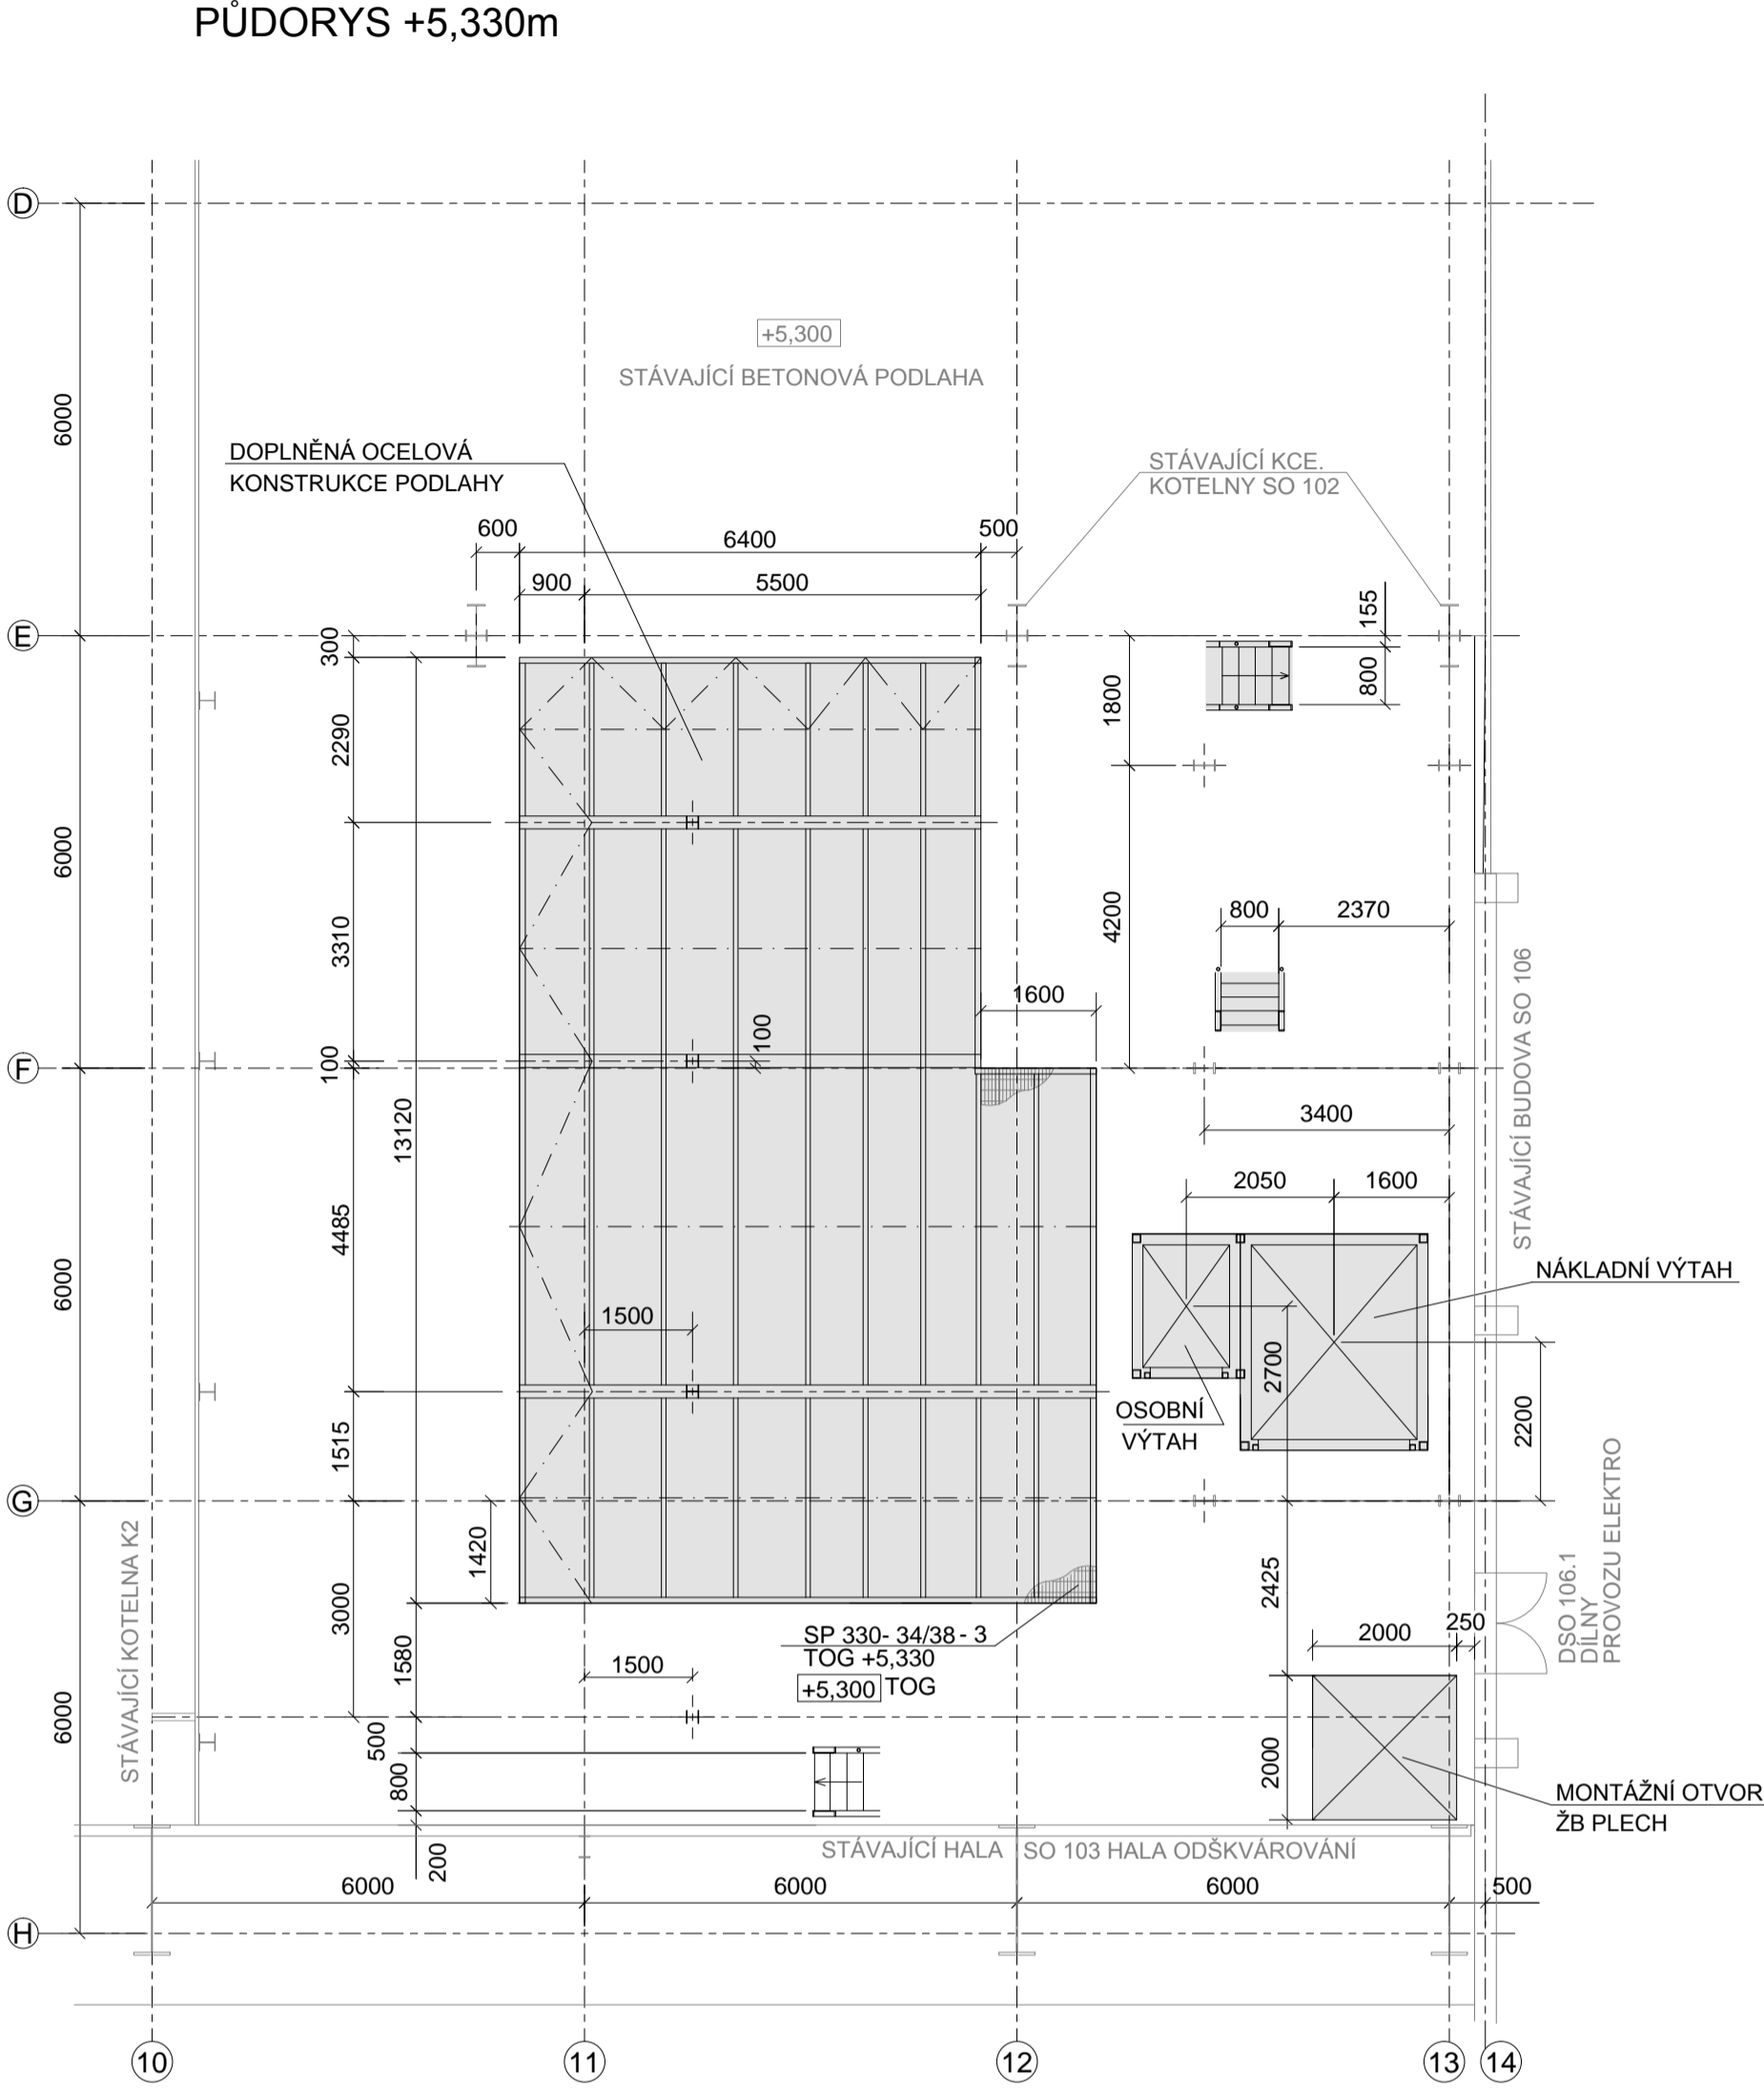 PŮDORYS +5,330m
D
+5,300
STÁVAJÍCÍ BETONOVÁ PODLAHA
6000
DOPLNĚNÁ OCELOVÁ
KONSTRUKCE PODLAHY
STÁVAJÍCÍ KCE.
KOTELNY SO 102
600
6400
500
900
5500
155
E
300
800
1800
2290
6000
800
2370
4200
3310
STÁVAJÍCÍ BUDOVA SO 106
1600
100
F
100
3400
13120
2050
1600
4485
NÁKLADNÍ VÝTAH
6000
1500
2700
OSOBNÍ
VÝTAH
2200
1515
G
1420
STÁVAJÍCÍ KOTELNA K2
3000
2425
DSO 106.1
DÍLNY
PROVOZU ELEKTRO
SP 330- 34/38 - 3
TOG +5,330
+5,300 TOG
2000
250
1580
1500
6000
500
800
2000
MONTÁŽNÍ OTVOR
ŽB PLECH
STÁVAJÍCÍ HALA
SO 103 HALA ODŠKVÁROVÁNÍ
200
6000
6000
6000
500
H
10
11
12
13
14